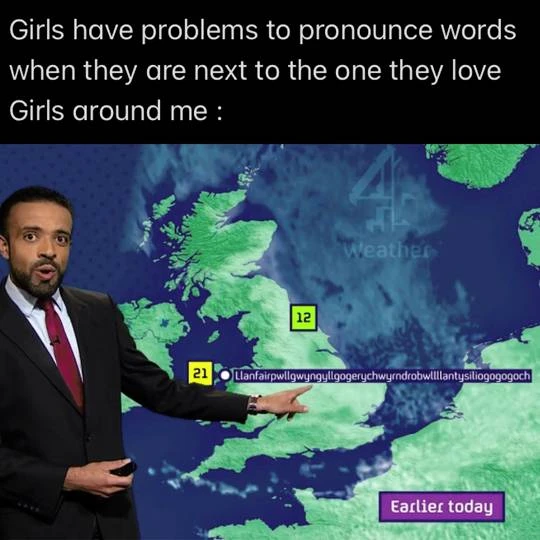 Girls have problems to pronounce words
when they are next to the one they love
Girls around me :
4
Weather
12
21
Llanfairpwllgwyngyllgogerychwyrndrobwllllantysiliogogogoch
Earlier today